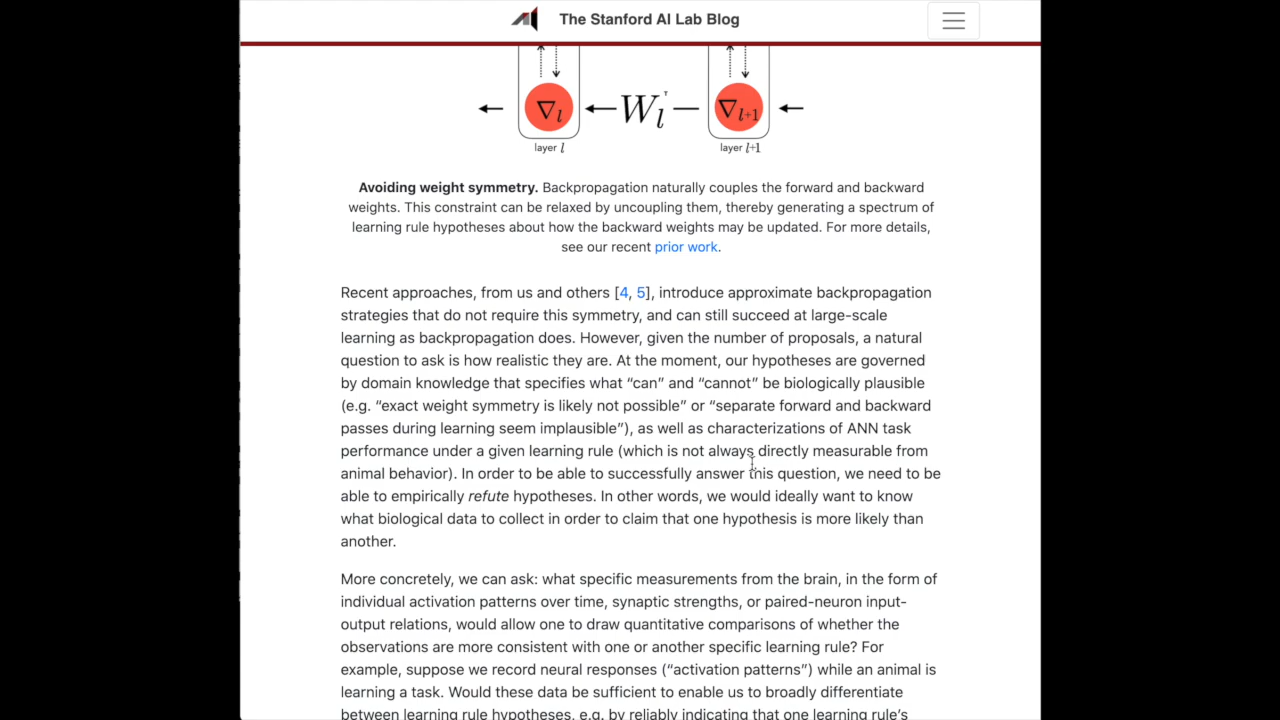 The Stanford AI Lab Blog
∇l ← Wl⊤ — ∇l+1
layer l layer l+1
Avoiding weight symmetry. Backpropagation naturally couples the forward and backward
weights. This constraint can be relaxed by uncoupling them, thereby generating a spectrum of
learning rule hypotheses about how the backward weights may be updated. For more details,
see our recent prior work.
Recent approaches, from us and others [4, 5], introduce approximate backpropagation
strategies that do not require this symmetry, and can still succeed at large-scale
learning as backpropagation does. However, given the number of proposals, a natural
question to ask is how realistic they are. At the moment, our hypotheses are governed
by domain knowledge that specifies what “can” and “cannot” be biologically plausible
(e.g. “exact weight symmetry is likely not possible” or “separate forward and backward
passes during learning seem implausible”), as well as characterizations of ANN task
performance under a given learning rule (which is not always directly measurable from
animal behavior). In order to be able to successfully answer this question, we need to be
able to empirically refute hypotheses. In other words, we would ideally want to know
what biological data to collect in order to claim that one hypothesis is more likely than
another.
More concretely, we can ask: what specific measurements from the brain, in the form of
individual activation patterns over time, synaptic strengths, or paired-neuron input-
output relations, would allow one to draw quantitative comparisons of whether the
observations are more consistent with one or another specific learning rule? For
example, suppose we record neural responses (“activation patterns”) while an animal is
learning a task. Would these data be sufficient to enable us to broadly differentiate
between learning rule hypotheses, e.g. by reliably indicating that one learning rule’s